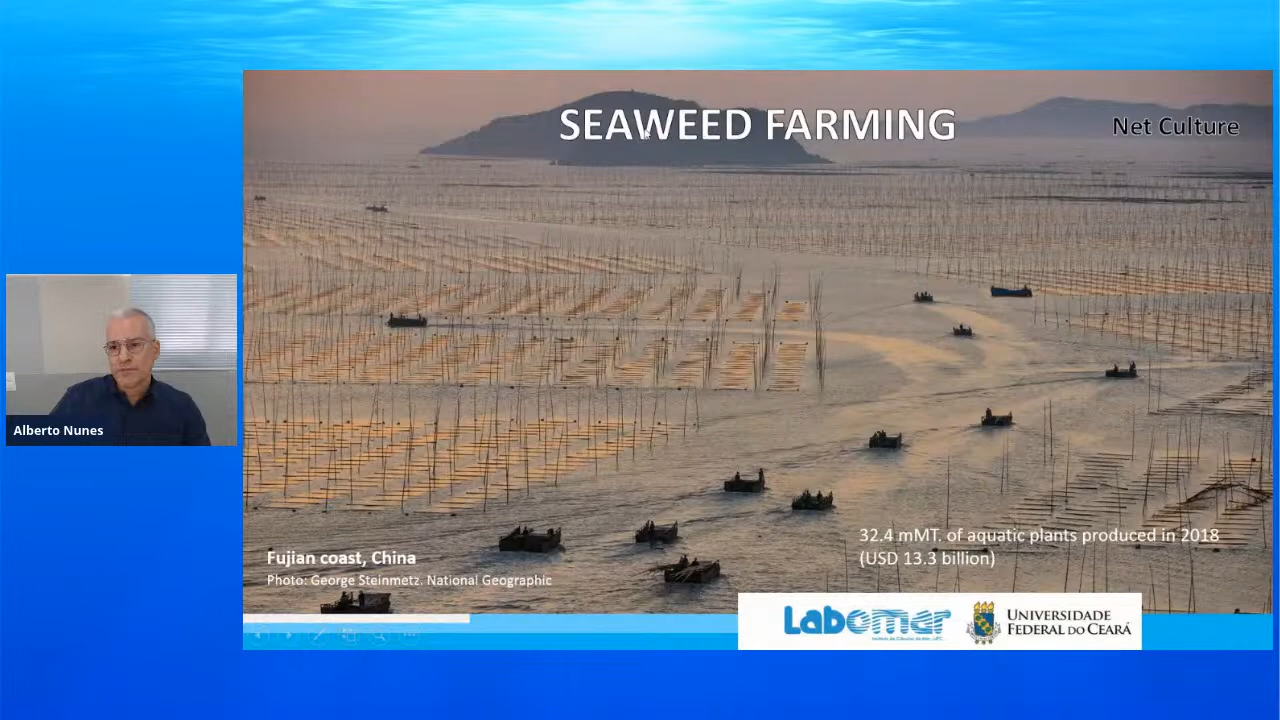 SEAWEED FARMING
Net Culture
Alberto Nunes
32.4 mMT. of aquatic plants produced in 2018
(USD 13.3 billion)
Fujian coast, China
Photo: George Steinmetz. National Geographic
Labomar
UNIVERSIDADE
FEDERAL DO CEARÁ